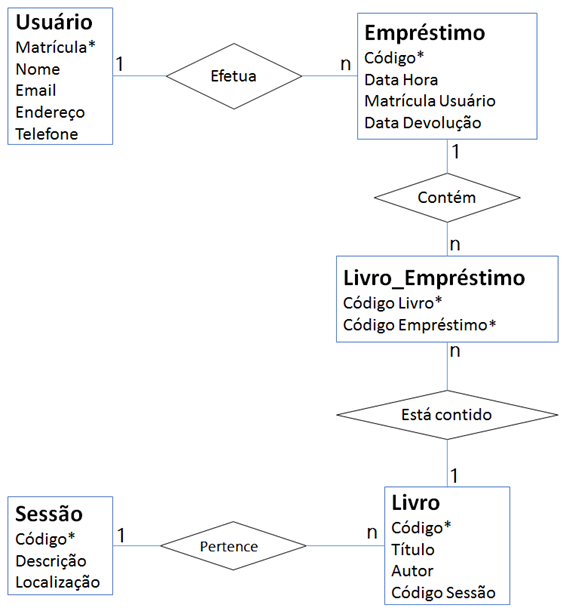 Usuário
Matrícula*
Nome
Email
Endereço
Telefone
1
Efetua
n
Empréstimo
Código*
Data Hora
Matrícula Usuário
Data Devolução
1
Contém
n
Livro_Empréstimo
Código Livro*
Código Empréstimo*
n
Está contido
1
Livro
Código*
Título
Autor
Código Sessão
n
Pertence
1
Sessão
Código*
Descrição
Localização